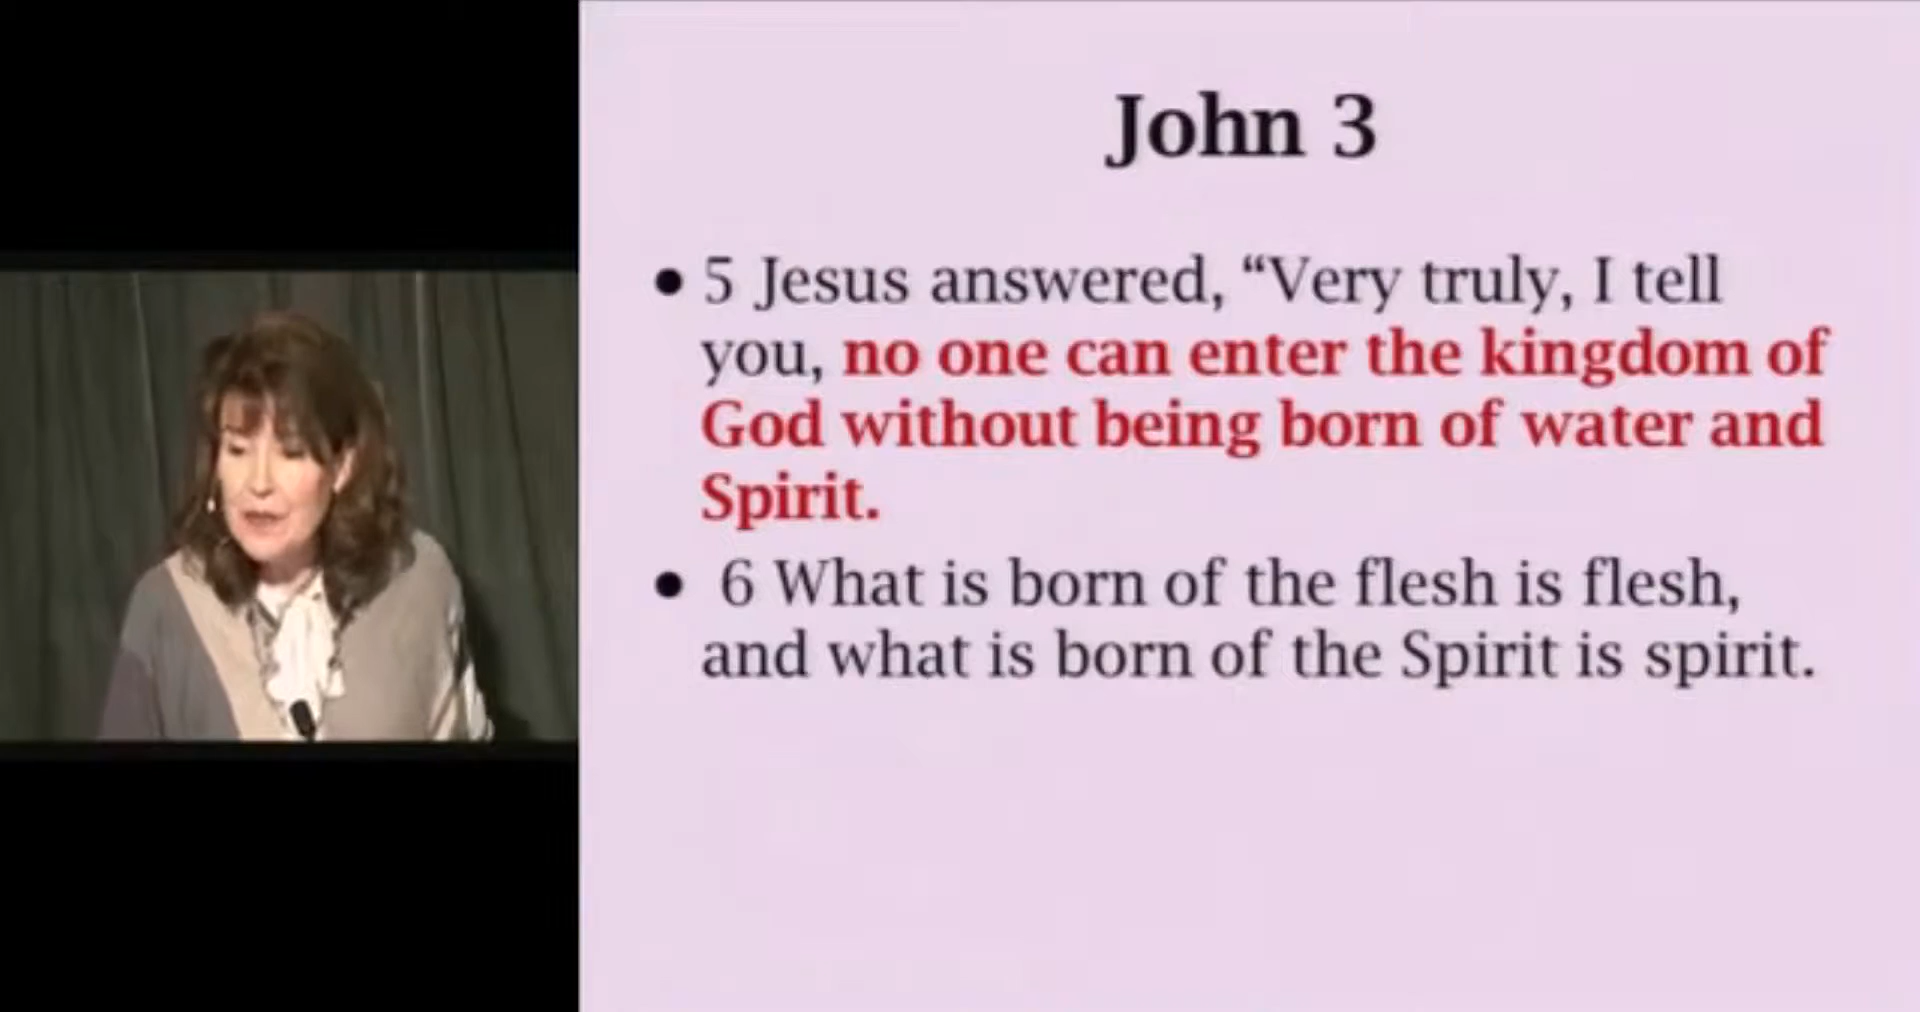 John 3
• 5 Jesus answered, “Very truly, I tell
you, no one can enter the kingdom of
God without being born of water and
Spirit.
• 6 What is born of the flesh is flesh,
and what is born of the Spirit is spirit.